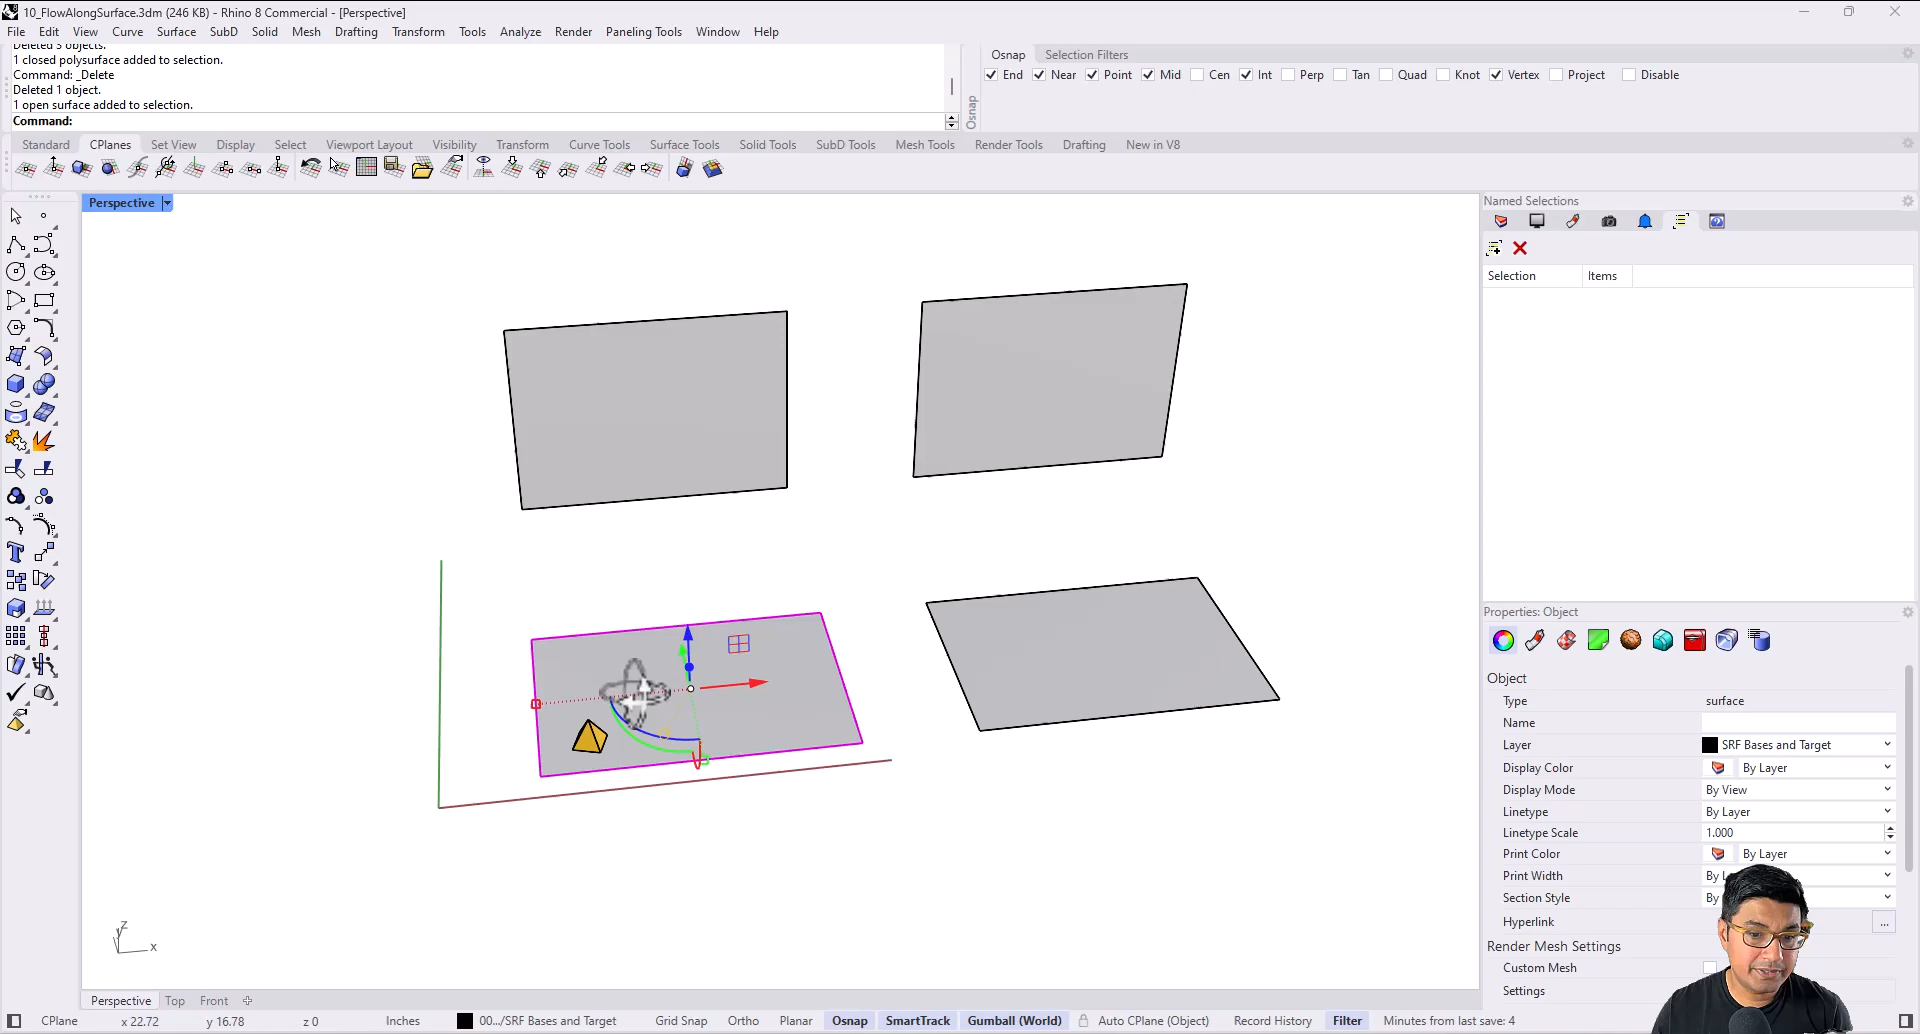 10_FlowAlongSurface.3dm (246 KB) - Rhino 8 Commercial - [Perspective]
File Edit View Curve Surface SubD Solid Mesh Drafting Transform Tools Analyze Render Paneling Tools Window Help
Deleted 3 objects.
1 closed polysurface added to selection.
Command: _Delete
Deleted 1 object.
1 open surface added to selection.
Command:
Osnap Selection Filters
End Near Point Mid Cen Int Perp Tan Quad Knot Vertex Project Disable
Osnap
Standard CPlanes Set View Display Select Viewport Layout Visibility Transform Curve Tools Surface Tools Solid Tools SubD Tools Mesh Tools Render Tools Drafting New in V8
Perspective
Named Selections
Selection Items
Properties: Object
Object
Type surface
Name
Layer SRF Bases and Target
Display Color By Layer
Display Mode By View
Linetype By Layer
Linetype Scale 1.000
Print Color By Layer
Print Width
Section Style By
Hyperlink ...
Render Mesh Settings
Custom Mesh
Settings
z
y
x
Perspective Top Front
CPlane x 22.72 y 16.78 z 0 Inches 00.../SRF Bases and Target Grid Snap Ortho Planar Osnap SmartTrack Gumball (World) Auto CPlane (Object) Record History Filter Minutes from last save: 4